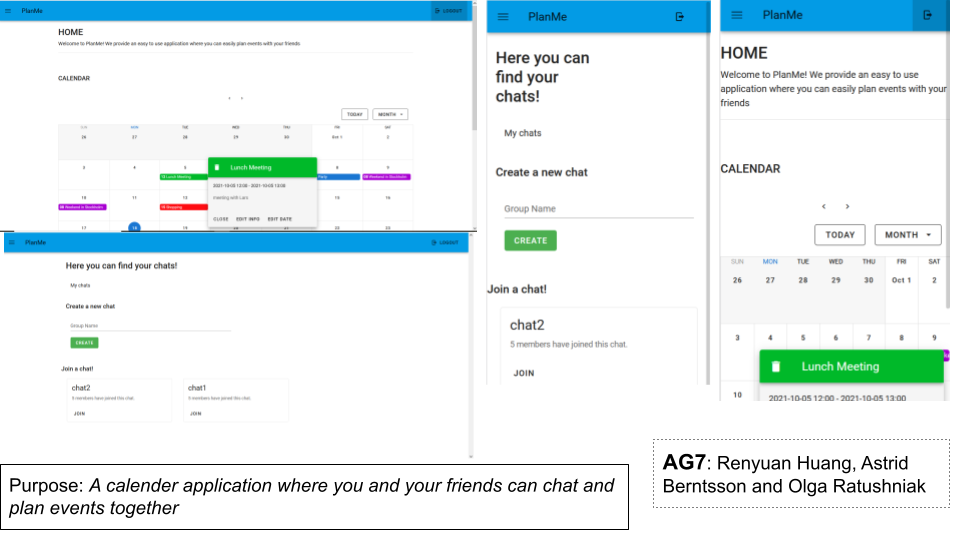 PlanMe
LOGOUT
HOME
Welcome to PlanMe! We provide an easy to use application where you can easily plan events with your friends
CALENDAR
TODAY
MONTH
SUN MON TUE WED THU FRI SAT
26 27 28 29 30 Oct 1 2
3 4 5 8 9
Lunch Meeting
Party
Weekend in Stockholm
Lunch Meeting
2021-10-05 12:00 - 2021-10-05 13:00
meeting with Lars
CLOSE EDIT INFO EDIT DATE
10 11 12 15 16
Weekend in Stockholm
Shopping
17 18 19 20 21 22 23
PlanMe
LOGOUT
Here you can find your chats!
My chats
Create a new chat
Group Name
CREATE
Join a chat!
chat2
5 members have joined this chat.
JOIN
chat1
5 members have joined this chat.
JOIN
PlanMe
Here you can
find your
chats!
My chats
Create a new chat
Group Name
CREATE
Join a chat!
chat2
5 members have joined this chat.
JOIN
PlanMe
HOME
Welcome to PlanMe! We provide an easy to use
application where you can easily plan events with your
friends
CALENDAR
TODAY
MONTH
SUN MON TUE WED THU FRI SAT
26 27 28 29 30 Oct 1 2
3 4 5 6 7 8 9
Lunch Meeting
10
2021-10-05 12:00 - 2021-10-05 13:00
Purpose: A calender application where you and your friends can chat and
plan events together
AG7: Renyuan Huang, Astrid
Berntsson and Olga Ratushniak